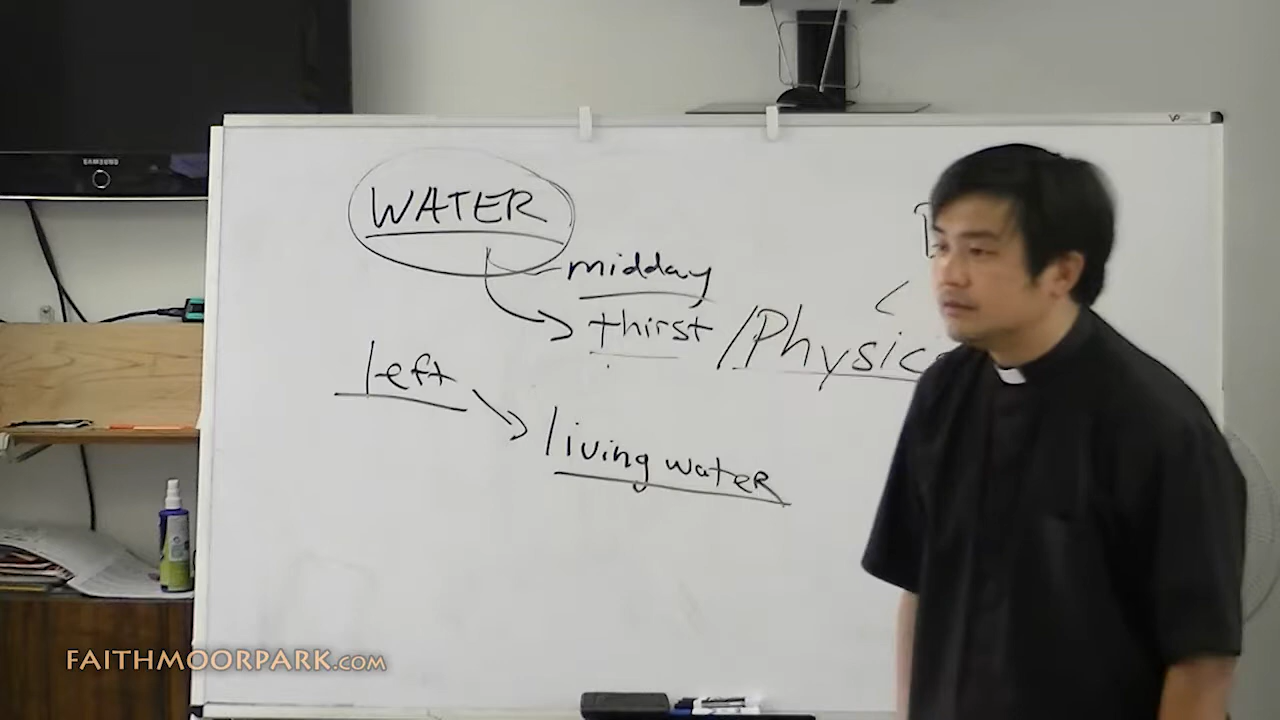 SAMSUNG
WATER
midday
thirst /Physic
left
living water
FAITHMOORPARK.COM